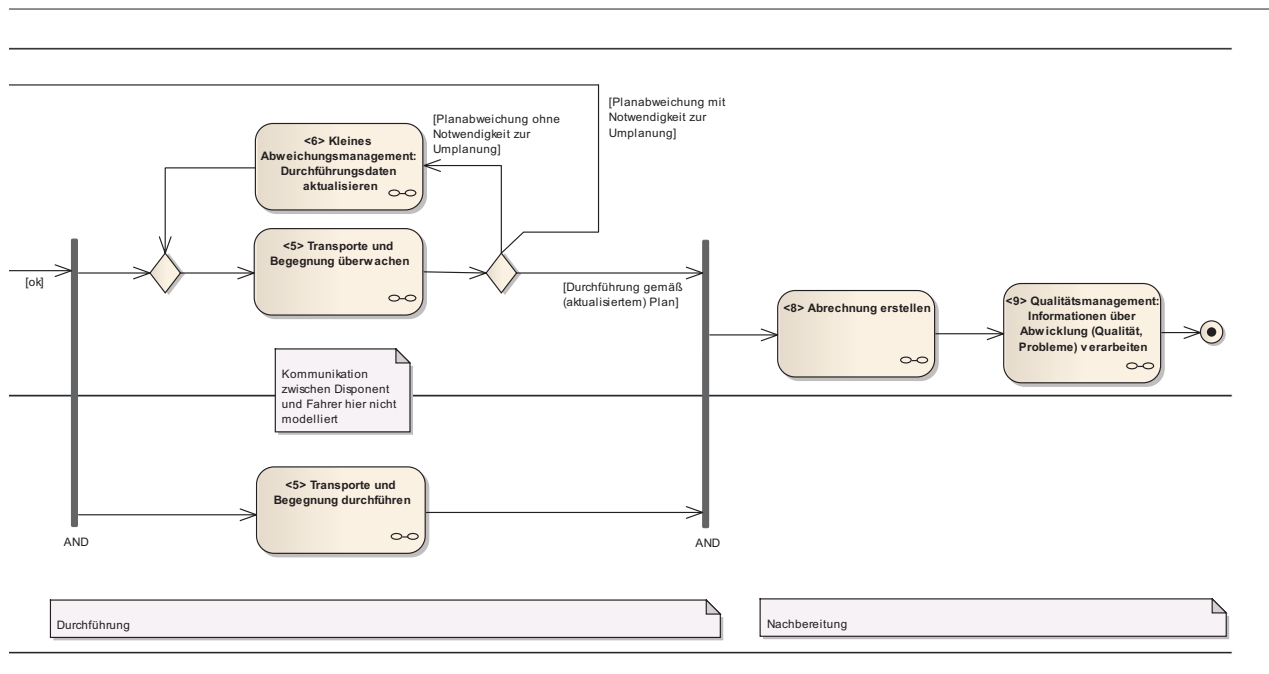 [Planabweichung mit
Notwendigkeit zur
Umplanung]
[Planabweichung ohne
Notwendigkeit zur
Umplanung]
<6> Kleines
Abweichungsmanagement:
Durchführungsdaten
aktualisieren
<5> Transporte und
Begegnung überwachen
[ok]
[Durchführung gemäß
(aktualisiertem) Plan]
<8> Abrechnung erstellen
<9> Qualitätsmanagement:
Informationen über
Abwicklung (Qualität,
Probleme) verarbeiten
Kommunikation
zwischen Disponent
und Fahrer hier nicht
modelliert
<5> Transporte und
Begegnung durchführen
AND
AND
Durchführung
Nachbereitung